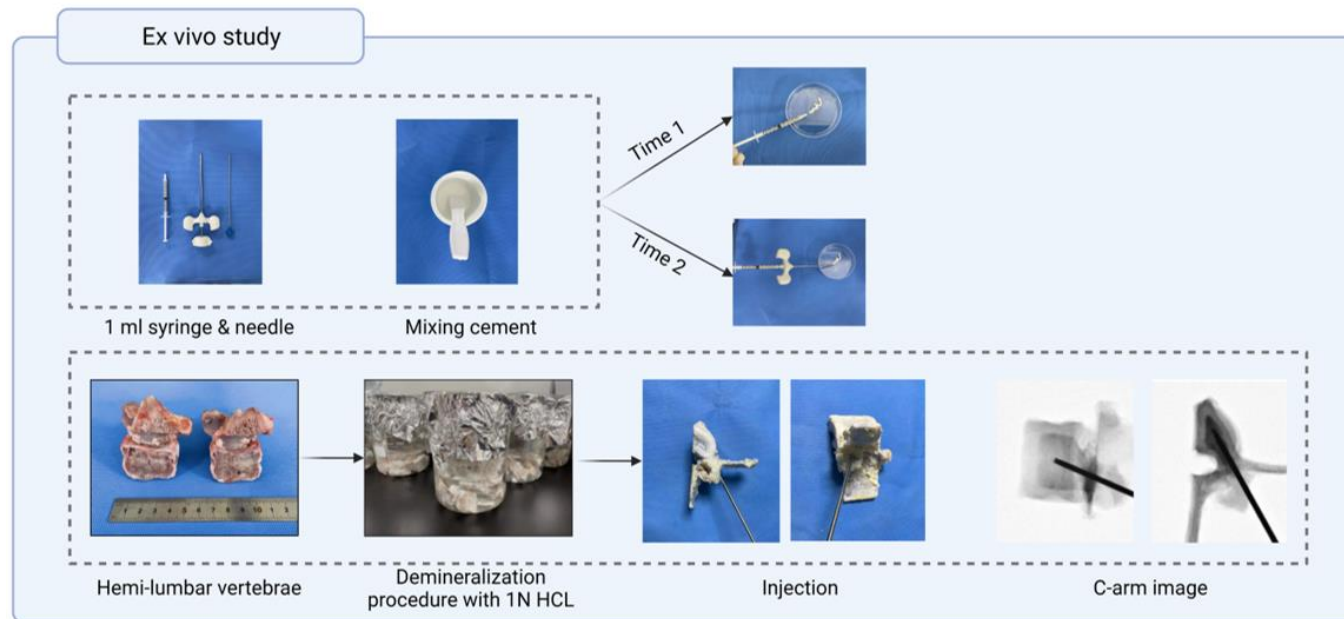 Ex vivo study
Time 1
Time 2
1 ml syringe & needle
Mixing cement
Hemi-lumbar vertebrae
Demineralization
procedure with 1N HCL
Injection
C-arm image